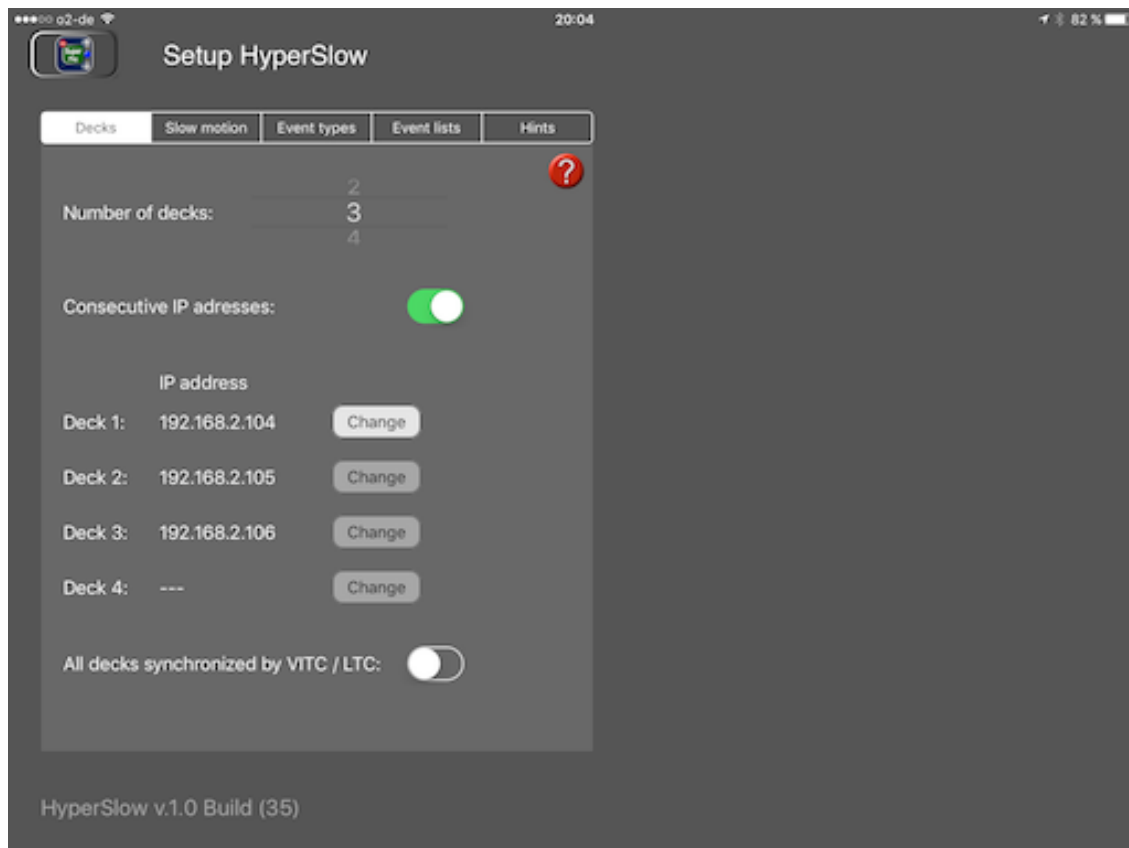 o2-de 20:04 82 %
Setup HyperSlow
Decks Slow motion Event types Event lists Hints
?
2
Number of decks: 3
4
Consecutive IP adresses:
IP address
Deck 1: 192.168.2.104 Change
Deck 2: 192.168.2.105 Change
Deck 3: 192.168.2.106 Change
Deck 4: --- Change
All decks synchronized by VITC / LTC:
HyperSlow v.1.0 Build (35)